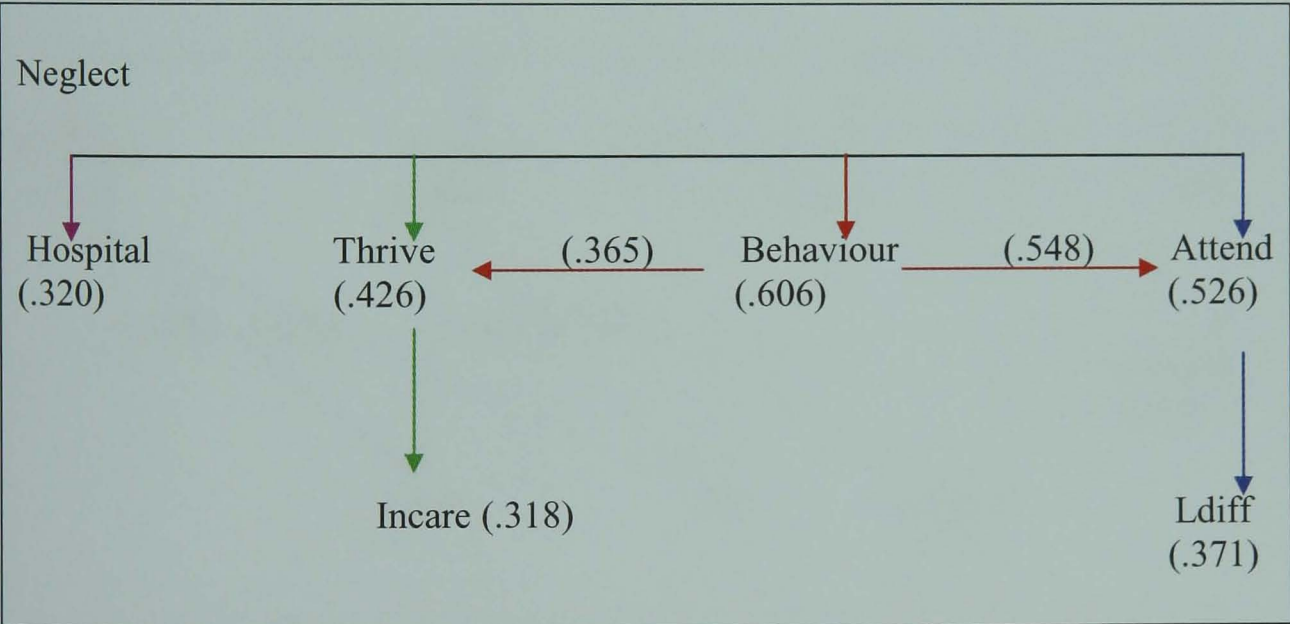 Neglect
Hospital Thrive (.365) Behaviour (.548) Attend
(.320) (.426) (.606) (.526)
Incare (.318)
Ldiff
(.371)